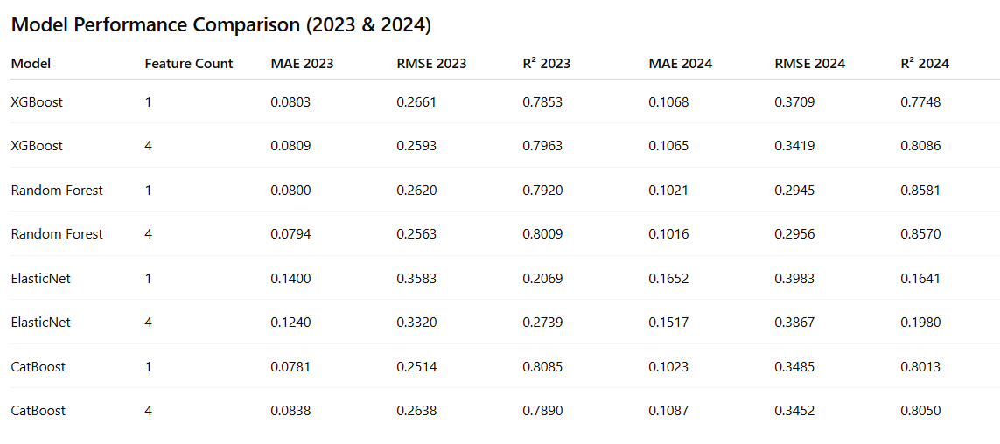 Model Performance Comparison (2023 & 2024)
Model Feature Count MAE 2023 RMSE 2023 R² 2023 MAE 2024 RMSE 2024 R² 2024
XGBoost 1 0.0803 0.2661 0.7853 0.1068 0.3709 0.7748
XGBoost 4 0.0809 0.2593 0.7963 0.1065 0.3419 0.8086
Random Forest 1 0.0800 0.2620 0.7920 0.1021 0.2945 0.8581
Random Forest 4 0.0794 0.2563 0.8009 0.1016 0.2956 0.8570
ElasticNet 1 0.1400 0.3583 0.2069 0.1652 0.3983 0.1641
ElasticNet 4 0.1240 0.3320 0.2739 0.1517 0.3867 0.1980
CatBoost 1 0.0781 0.2514 0.8085 0.1023 0.3485 0.8013
CatBoost 4 0.0838 0.2638 0.7890 0.1087 0.3452 0.8050